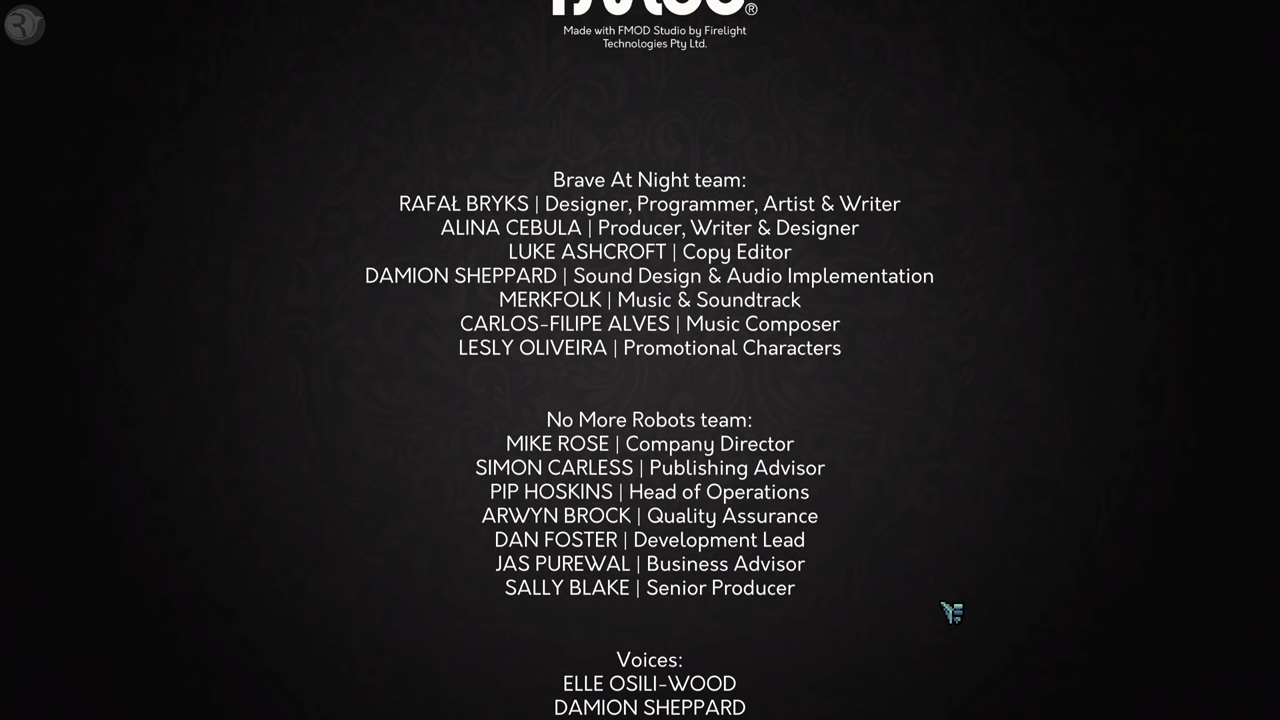 fmod®
Made with FMOD Studio by Firelight
Technologies Pty Ltd.
Brave At Night team:
RAFAŁ BRYKS | Designer, Programmer, Artist & Writer
ALINA CEBULA | Producer, Writer & Designer
LUKE ASHCROFT | Copy Editor
DAMION SHEPPARD | Sound Design & Audio Implementation
MERKFOLK | Music & Soundtrack
CARLOS-FILIPE ALVES | Music Composer
LESLY OLIVEIRA | Promotional Characters
No More Robots team:
MIKE ROSE | Company Director
SIMON CARLESS | Publishing Advisor
PIP HOSKINS | Head of Operations
ARWYN BROCK | Quality Assurance
DAN FOSTER | Development Lead
JAS PUREWAL | Business Advisor
SALLY BLAKE | Senior Producer
Voices:
ELLE OSILI-WOOD
DAMION SHEPPARD